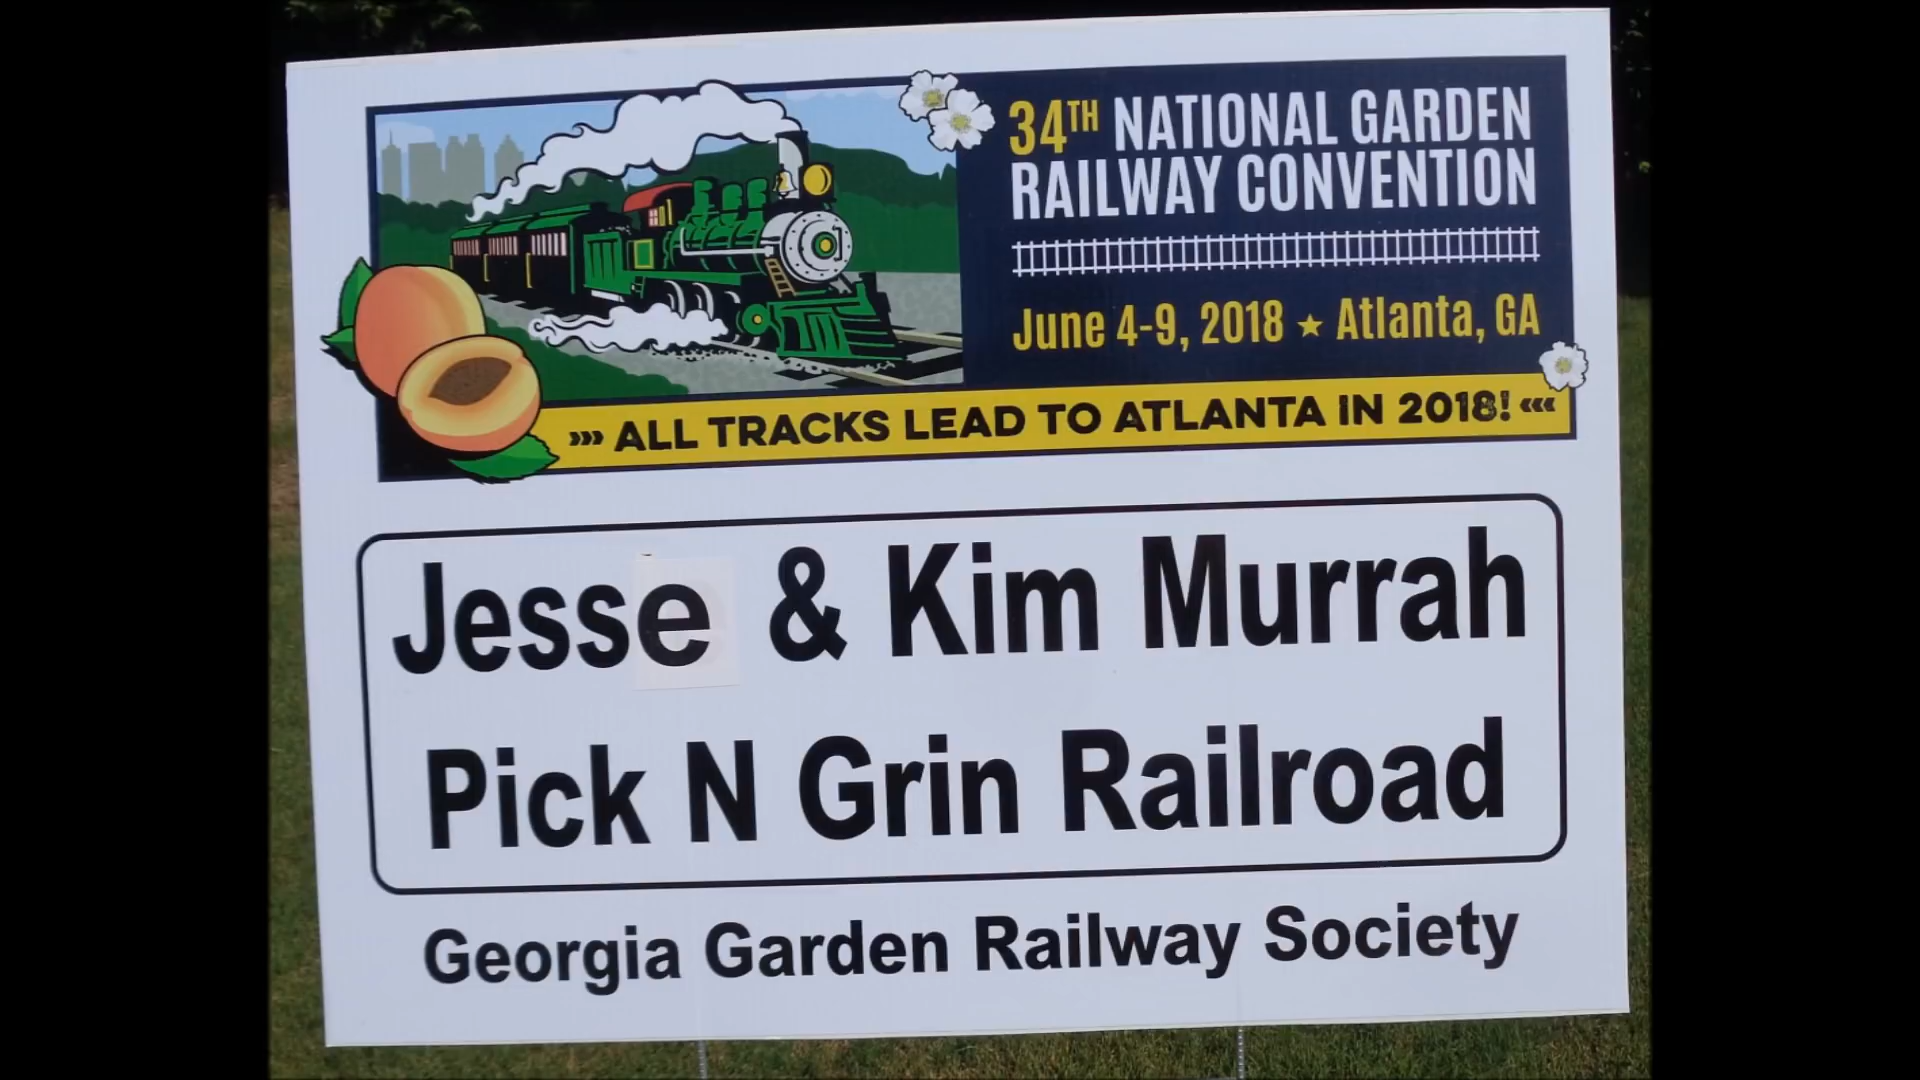 34TH NATIONAL GARDEN
RAILWAY CONVENTION
June 4-9, 2018 ★ Atlanta, GA
››› ALL TRACKS LEAD TO ATLANTA IN 2018! ‹‹‹
Jesse & Kim Murrah
Pick N Grin Railroad
Georgia Garden Railway Society